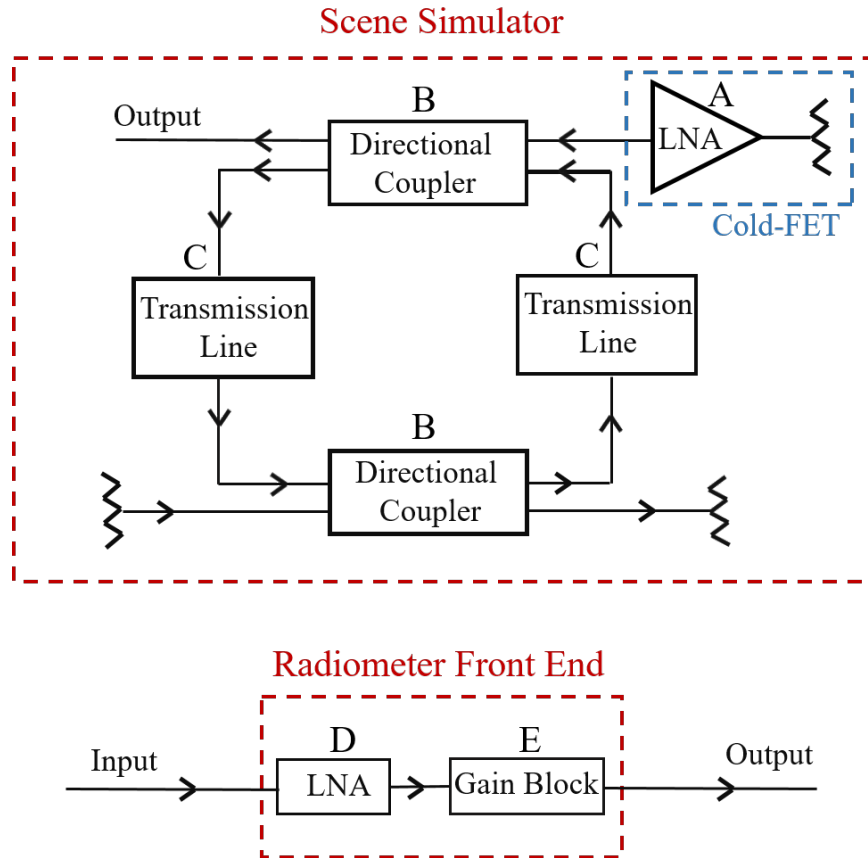 Scene Simulator
Output
B
Directional
Coupler
A
LNA
Cold-FET
C
Transmission
Line
C
Transmission
Line
B
Directional
Coupler
Radiometer Front End
Input
D
LNA
E
Gain Block
Output